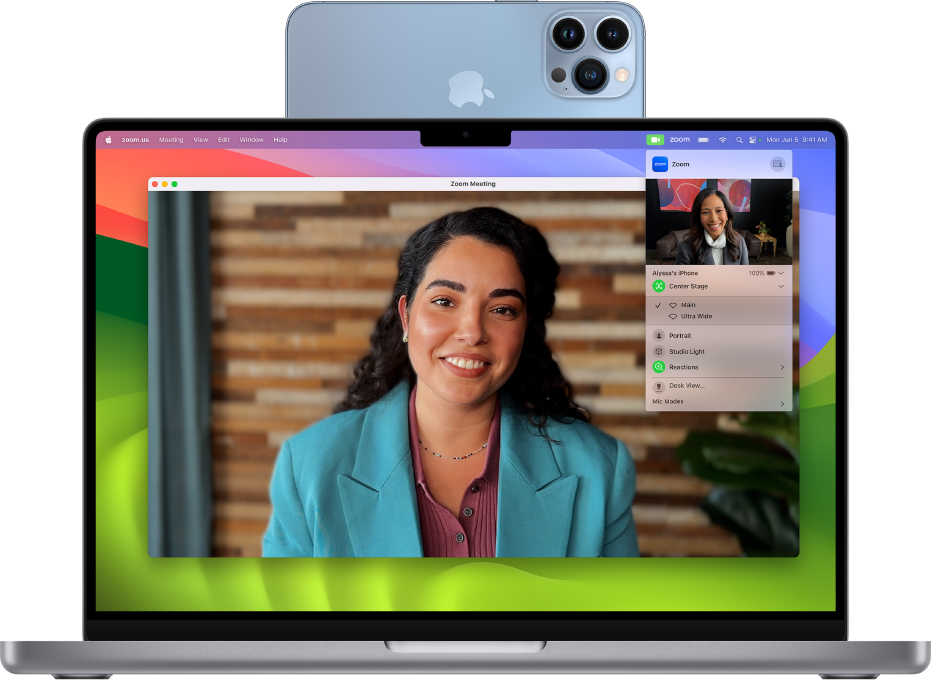 zoom.us Meeting View Edit Window Help
zoom Mon Jun 5 9:41 AM
Zoom Meeting
zoom Zoom
Alyssa's iPhone 100%
Center Stage
Main
Ultra Wide
Portrait
Studio Light
Reactions
Desk View...
Mic Modes